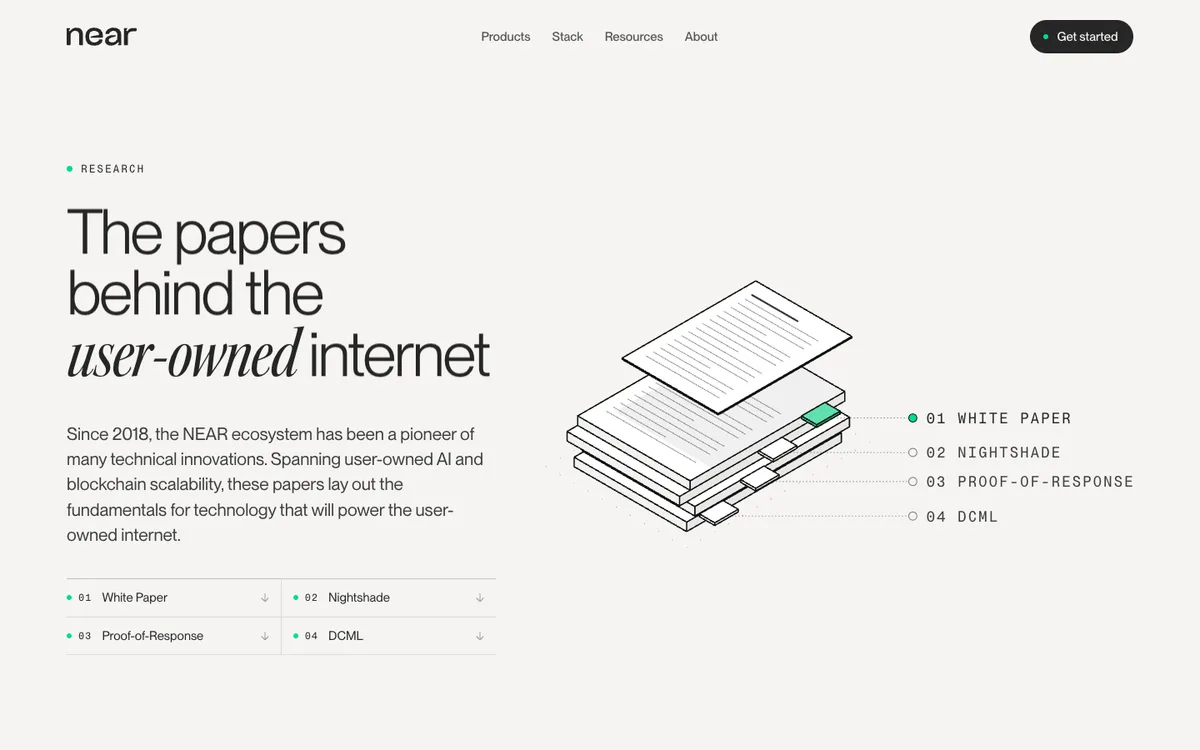 near
Products Stack Resources About
Get started
RESEARCH
The papers
behind the
user-owned internet
Since 2018, the NEAR ecosystem has been a pioneer of
many technical innovations. Spanning user-owned AI and
blockchain scalability, these papers lay out the
fundamentals for technology that will power the user-
owned internet.
01 White Paper
02 Nightshade
03 Proof-of-Response
04 DCML
01 WHITE PAPER
02 NIGHTSHADE
03 PROOF-OF-RESPONSE
04 DCML